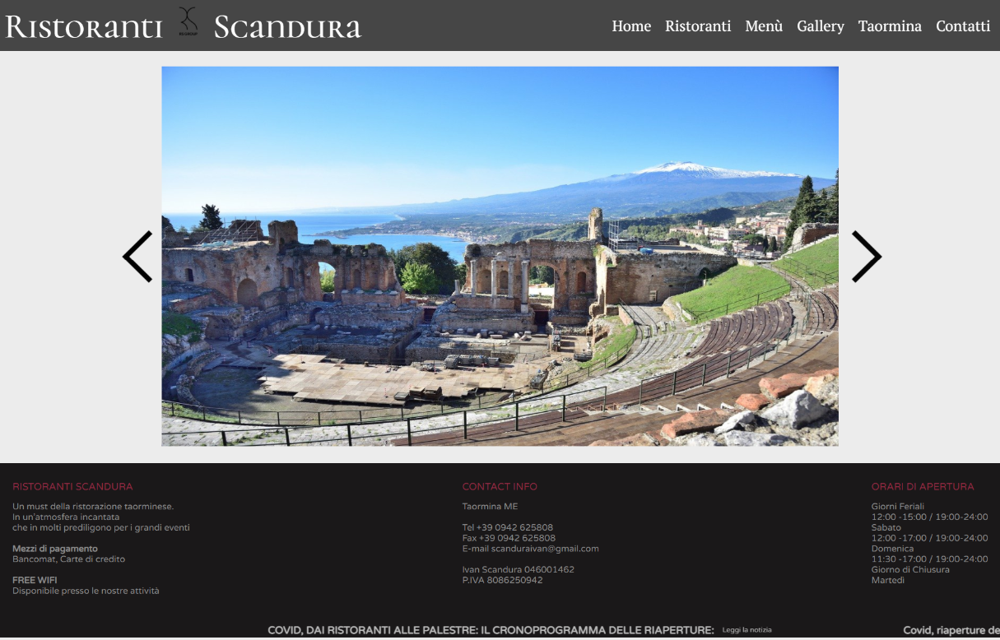 Ristoranti Scandura
Home Ristoranti Menù Gallery Taormina Contatti
RISTORANTI SCANDURA
Un must della ristorazione taorminese.
In un'atmosfera incantata
che in molti prediligono per i grandi eventi
Mezzi di pagamento
Bancomat, Carte di credito
FREE WIFI
Disponibile presso le nostre attività
CONTACT INFO
Taormina ME
Tel +39 0942 625808
Fax +39 0942 625808
E-mail scanduraivan@gmail.com
Ivan Scandura 046001462
P.IVA 8086250942
ORARI DI APERTURA
Giorni Feriali
12:00 -15:00 / 19:00-24:00
Sabato
12:00 -17:00 / 19:00-24:00
Domenica
11:30 -17:00 / 19:00-24:00
Giorno di Chiusura
Martedì
COVID, DAI RISTORANTI ALLE PALESTRE: IL CRONOPROGRAMMA DELLE RIAPERTURE: Leggi la notizia
Covid, riaperture de